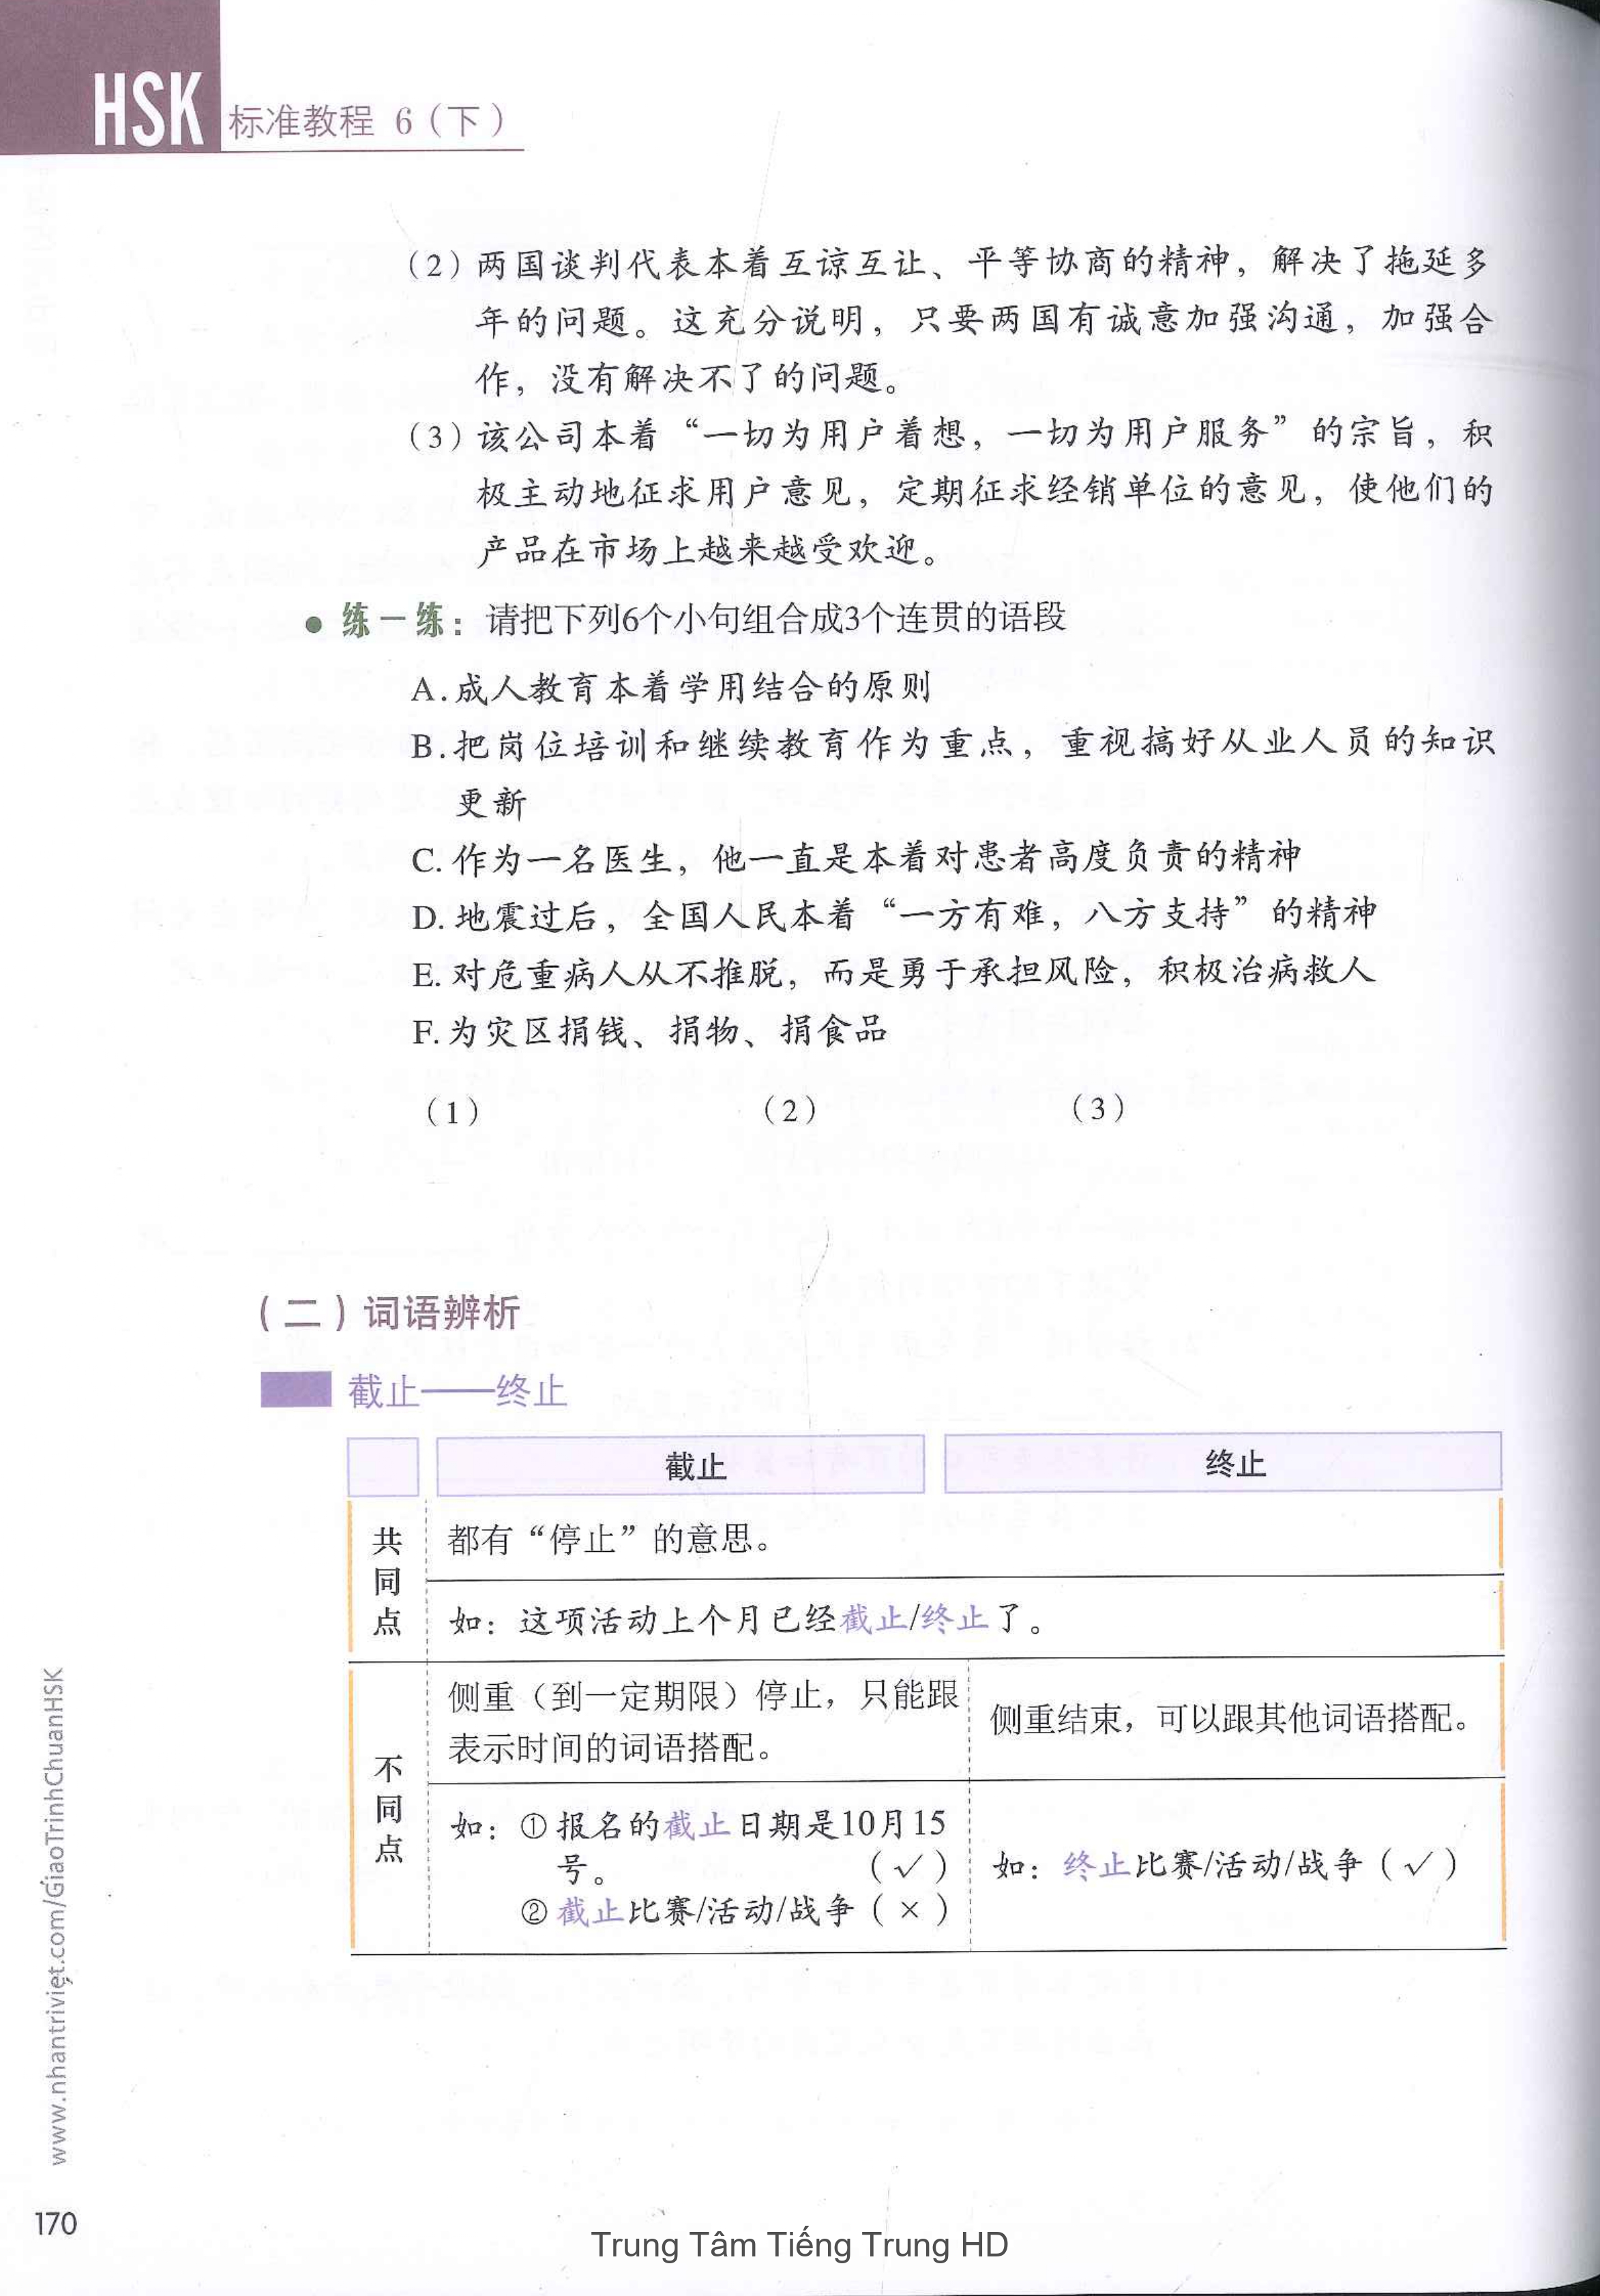 HSK 标准教程 6（下）
（2）两国谈判代表本着互谅互让、平等协商的精神，解决了拖延多
年的问题。这充分说明，只要两国有诚意加强沟通，加强合
作，没有解决不了的问题。
（3）该公司本着“一切为用户着想，一切为用户服务”的宗旨，积
极主动地征求用户意见，定期征求经销单位的意见，使他们的
产品在市场上越来越受欢迎。
● 练一练：请把下列6个小句组合成3个连贯的语段
A.成人教育本着学用结合的原则
B.把岗位培训和继续教育作为重点，重视搞好从业人员的知识
更新
C.作为一名医生，他一直是本着对患者高度负责的精神
D.地震过后，全国人民本着“一方有难，八方支持”的精神
E.对危重病人从不推脱，而是勇于承担风险，积极治病救人
F.为灾区捐钱、捐物、捐食品
（1） （2） （3）
（二）词语辨析
截止——终止
截止 终止
共同点
都有“停止”的意思。
如：这项活动上个月已经截止/终止了。
不同点
侧重（到一定期限）停止，只能跟
表示时间的词语搭配。
侧重结束，可以跟其他词语搭配。
如：①报名的截止日期是10月15
号。（√）
②截止比赛/活动/战争（×）
如：终止比赛/活动/战争（√）
www.nhantriviet.com/GiaoTrinhChuanHSK
170
Trung Tâm Tiếng Trung HD